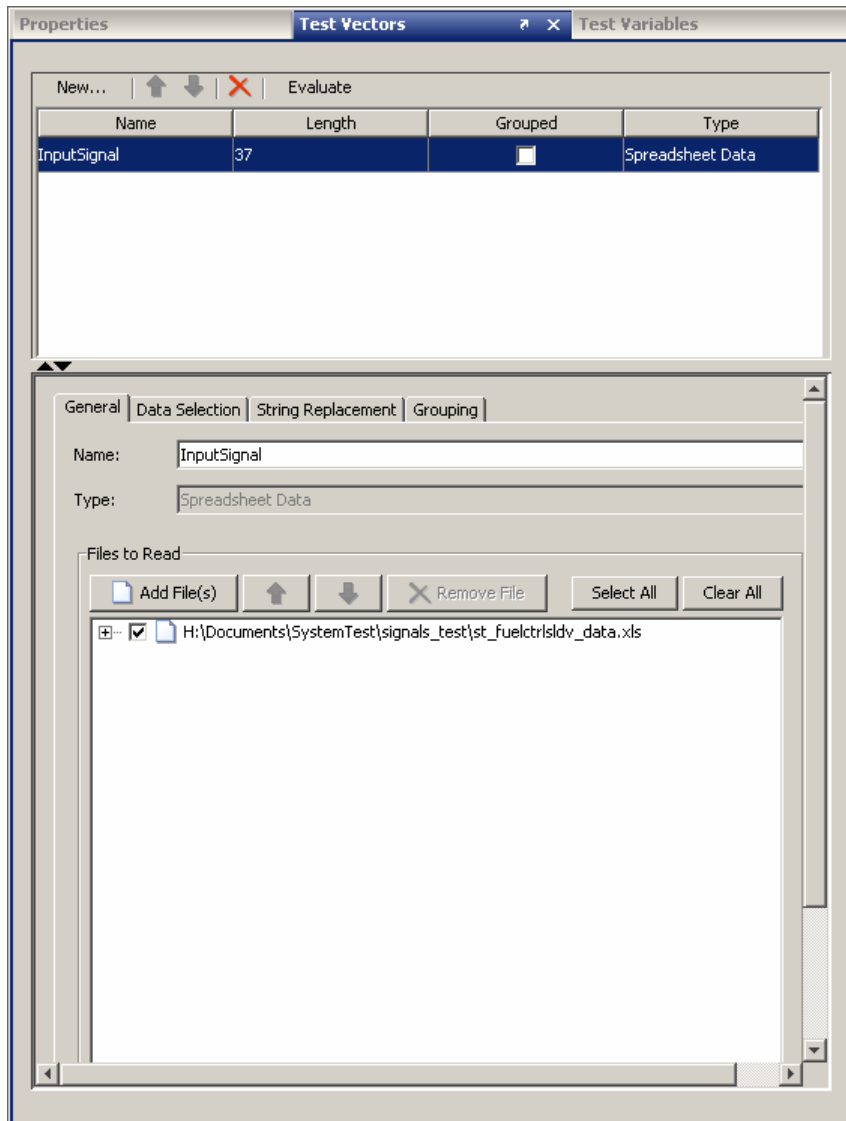 Properties Test Vectors Test Variables
New... Evaluate
Name Length Grouped Type
InputSignal 37 Spreadsheet Data
General Data Selection String Replacement Grouping
Name: InputSignal
Type: Spreadsheet Data
Files to Read
Add File(s) Remove File Select All Clear All
H:\Documents\SystemTest\signals_test\st_fuelctrlsldv_data.xls